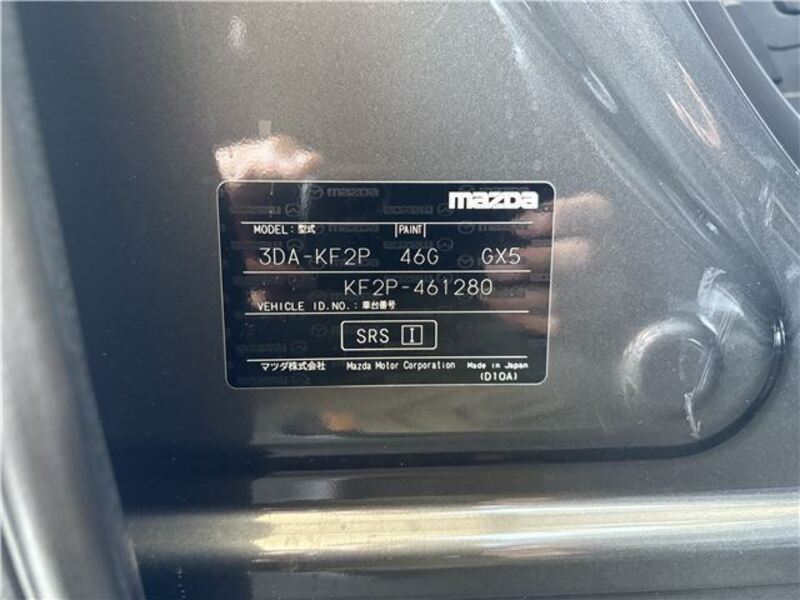 mazda
MODEL: 型式 PAINT
3DA-KF2P 46G GX5
KF2P-461280
VEHICLE ID.NO.: 車台番号
SRS I
マツダ株式会社 Mazda Motor Corporation Made in Japan
(D10A)